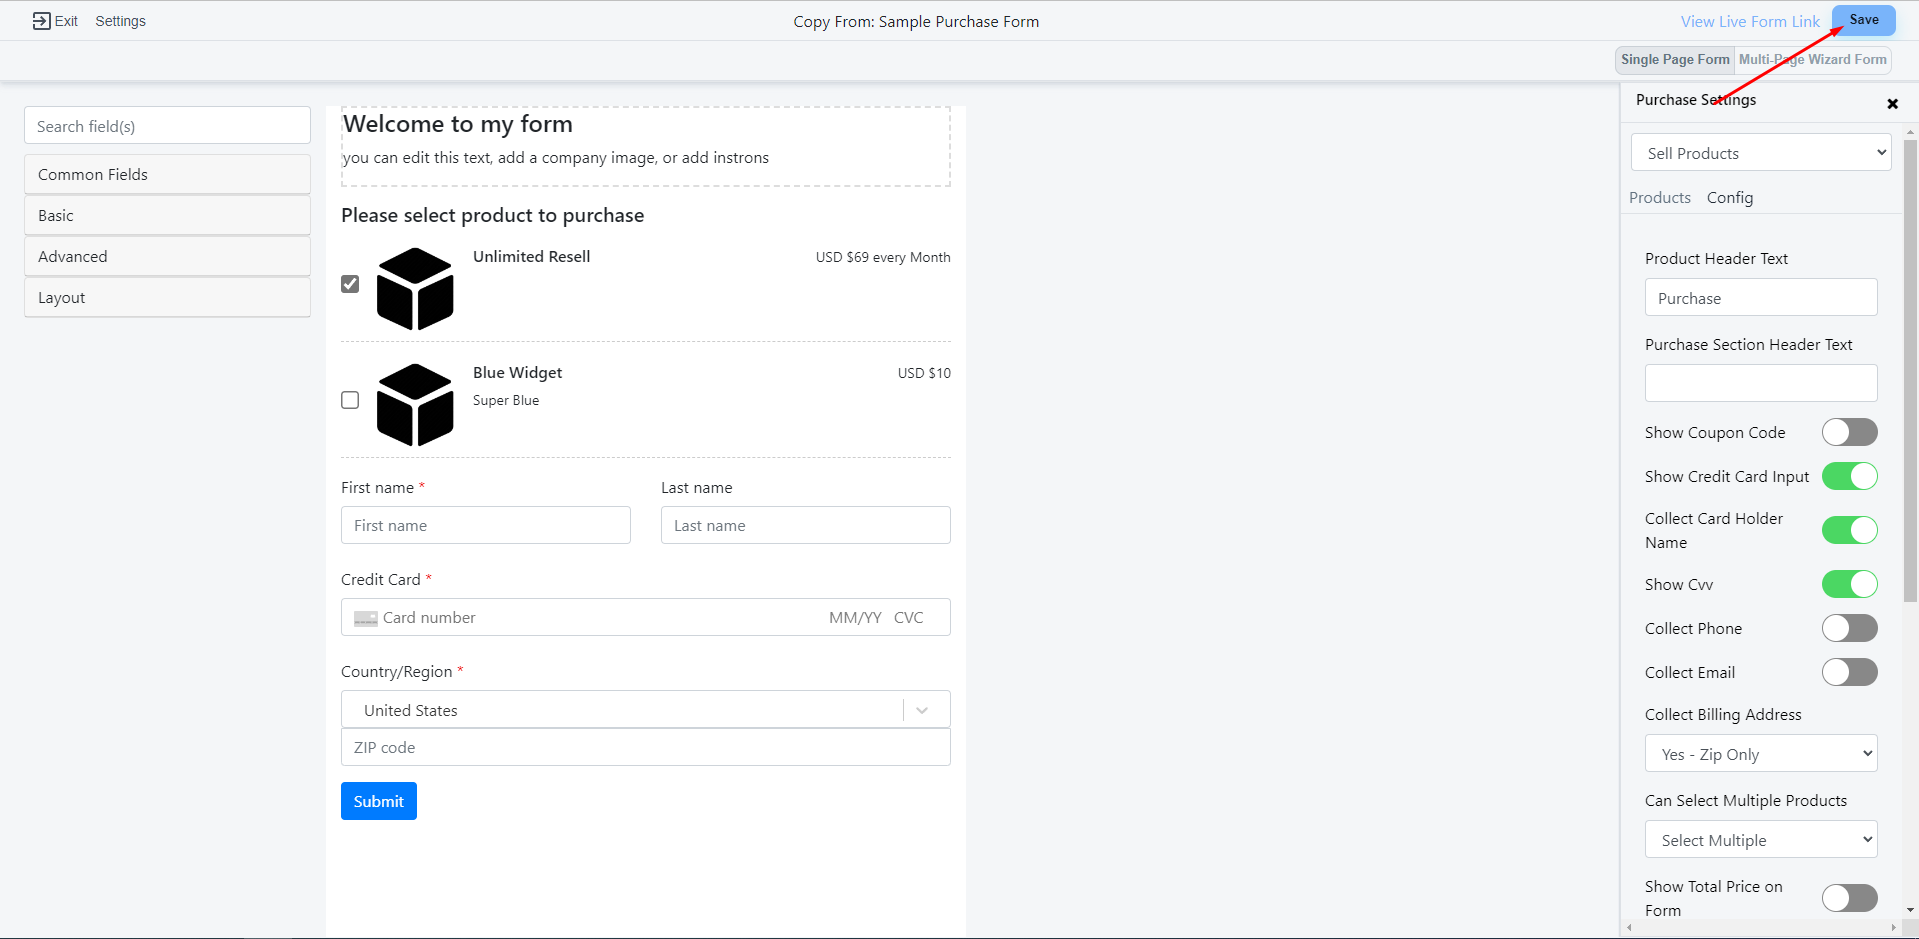 Exit Settings Copy From: Sample Purchase Form View Live Form Link Save
Single Page Form Multi-Page Wizard Form
Search field(s)
Common Fields
Basic
Advanced
Layout
Welcome to my form
you can edit this text, add a company image, or add instrons
Please select product to purchase
Unlimited Resell USD $69 every Month
Blue Widget USD $10
Super Blue
First name * Last name
First name Last name
Credit Card *
Card number MM/YY CVC
Country/Region *
United States
ZIP code
Submit
Purchase Settings
Sell Products
Products Config
Product Header Text
Purchase
Purchase Section Header Text
Show Coupon Code
Show Credit Card Input
Collect Card Holder
Name
Show Cvv
Collect Phone
Collect Email
Collect Billing Address
Yes - Zip Only
Can Select Multiple Products
Select Multiple
Show Total Price on
Form